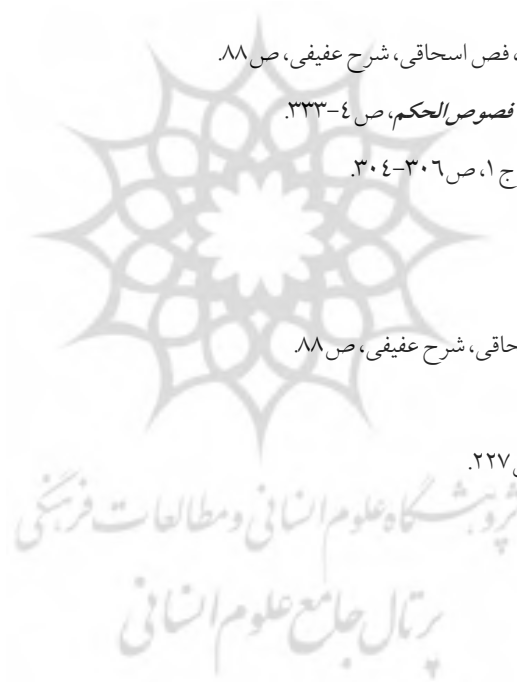 ، فص اسحاقی، شرح عفیفی، ص ۸۸.
فصوص‌الحکم، ص ٤-۳۳۳.
ج ۱، ص ۳۰٦-۳۰٤.
حاقی، شرح عفیفی، ص ۸۸.
۲۲۷.
پژوهشگاه علوم انسانی و مطالعات فرهنگی
پرتال جامع علوم انسانی